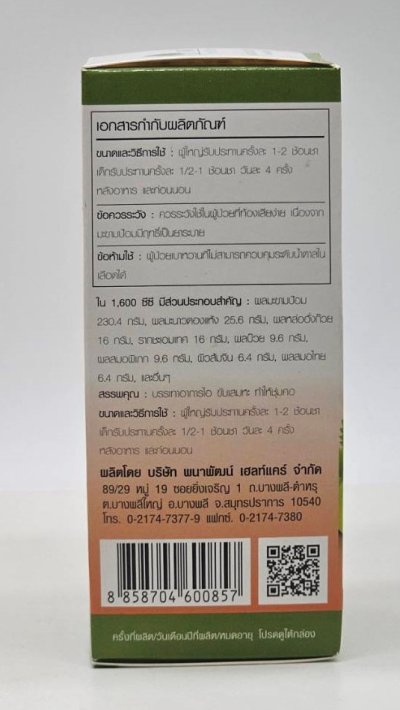 เอกสารกำกับผลิตภัณฑ์
ขนาดและวิธีการใช้ : ผู้ใหญ่รับประทานครั้งละ 1-2 ช้อนชา
เด็กรับประทานครั้งละ 1/2-1 ช้อนชา วันละ 4 ครั้ง
หลังอาหาร และก่อนนอน
ข้อควรระวัง : ควรระวังใช้ในผู้ป่วยที่ท้องเสียง่าย เนื่องจาก
มะขามป้อมมีฤทธิ์เป็นยาระบาย
ข้อห้ามใช้ : ผู้ป่วยเบาหวานที่ไม่สามารถควบคุมระดับน้ำตาลใน
เลือดได้
ใน 1,600 ซีซี มีส่วนประกอบสำคัญ : ผลมะขามป้อม
230.4 กรัม, ผลมะนาวดองแห้ง 25.6 กรัม, ผลหล่อฮั่งก๊วย
16 กรัม, รากชะเอมเทศ 16 กรัม, ผลบ๊วย 9.6 กรัม,
ผลสมอพิเภก 9.6 กรัม, ผิวส้มจีน 6.4 กรัม, ผลสมอไทย
6.4 กรัม, และอื่นๆ
สรรพคุณ : บรรเทาอาการไอ ขับเสมหะ ทำให้ชุ่มคอ
ขนาดและวิธีการใช้ : ผู้ใหญ่รับประทานครั้งละ 1-2 ช้อนชา
เด็กรับประทานครั้งละ 1/2-1 ช้อนชา วันละ 4 ครั้ง
หลังอาหาร และก่อนนอน
ผลิตโดย บริษัท พนาพัฒน์ เฮลท์แคร์ จำกัด
89/29 หมู่ 19 ซอยยิ่งเจริญ 1 ถ.บางพลี-ตำหรุ
ต.บางพลีใหญ่ อ.บางพลี จ.สมุทรปราการ 10540
โทร. 0-2174-7377-9 แฟกซ์. 0-2174-7380
8 858704 600857
ครั้งที่ผลิต/วันเดือนปีที่ผลิต/หมดอายุ โปรดดูใต้กล่อง